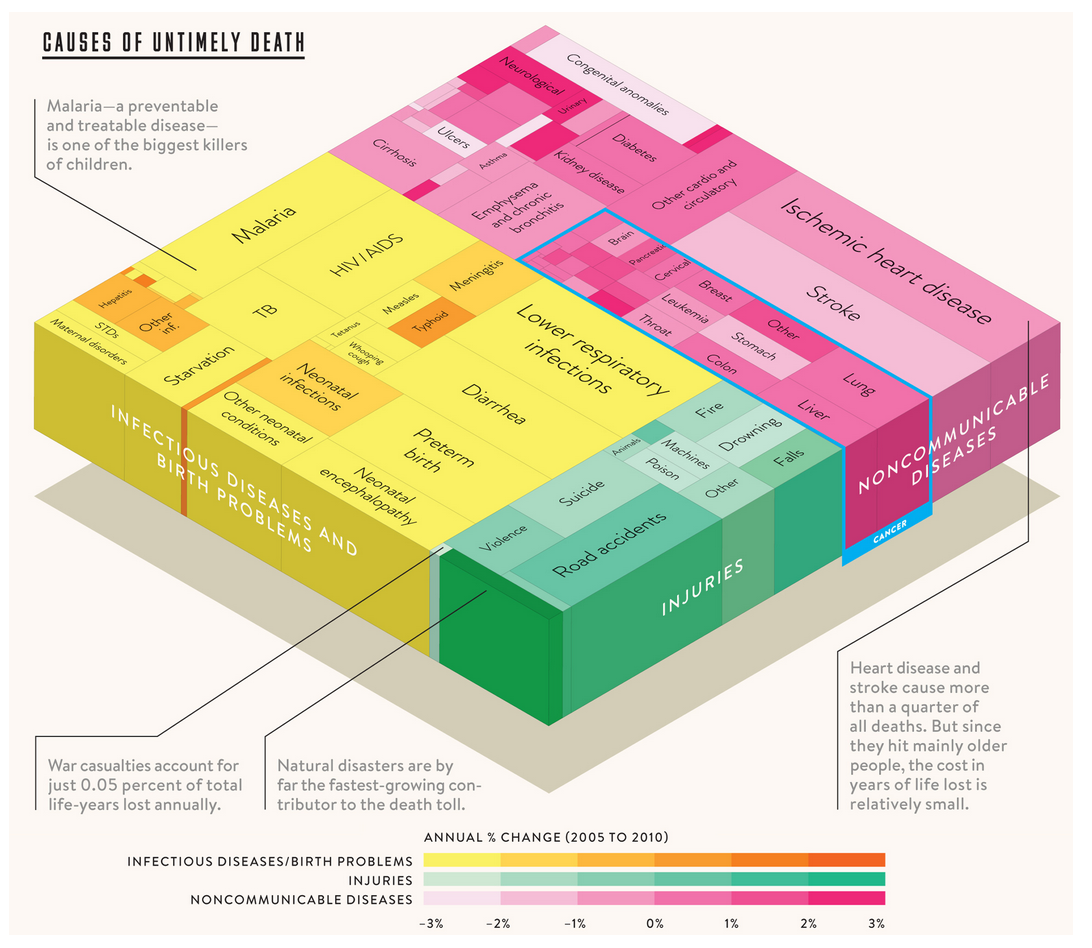 CAUSES OF UNTIMELY DEATH
Malaria—a preventable
and treatable disease—
is one of the biggest killers
of children.
Congenital anomalies
Neurological
Urinary
Ulcers
Cirrhosis
Asthma
Diabetes
Kidney disease
Emphysema
and chronic
bronchitis
Other cardio and
circulatory
Ischemic heart disease
Stroke
Brain
Pancreatic
Cervical
Breast
Leukemia
Other
Throat
Stomach
Colon
Lung
Liver
Malaria
HIV/AIDS
Meningitis
Hepatitis
Other
inf.
TB
Measles
Typhoid
Tetanus
Whooping
cough
STDs
Maternal disorders
Starvation
Lower respiratory
infections
Neonatal
infections
Diarrhea
Other neonatal
conditions
Preterm
birth
Neonatal
encephalopathy
Fire
Drowning
Animals
Machines
Falls
Poison
Suicide
Other
Violence
Road accidents
INFECTIOUS DISEASES AND
BIRTH PROBLEMS
INJURIES
NONCOMMUNICABLE
DISEASES
CANCER
War casualties account for
just 0.05 percent of total
life-years lost annually.
Natural disasters are by
far the fastest-growing con-
tributor to the death toll.
Heart disease and
stroke cause more
than a quarter of
all deaths. But since
they hit mainly older
people, the cost in
years of life lost is
relatively small.
ANNUAL % CHANGE (2005 TO 2010)
INFECTIOUS DISEASES/BIRTH PROBLEMS
INJURIES
NONCOMMUNICABLE DISEASES
–3% –2% –1% 0% 1% 2% 3%